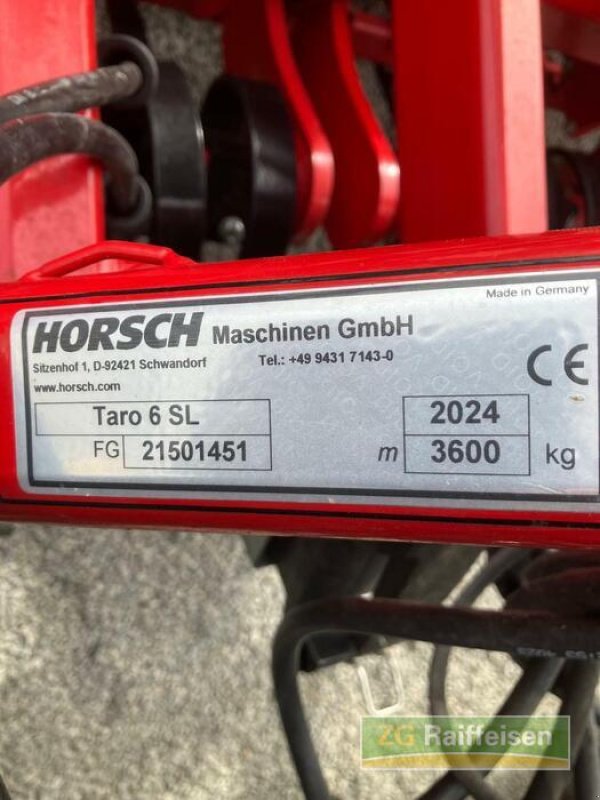 Made in Germany
HORSCH Maschinen GmbH
Sitzenhof 1, D-92421 Schwandorf Tel.: +49 9431 7143-0
www.horsch.com
CE
Taro 6 SL 2024
FG 21501451 m 3600 kg
ZG Raiffeisen